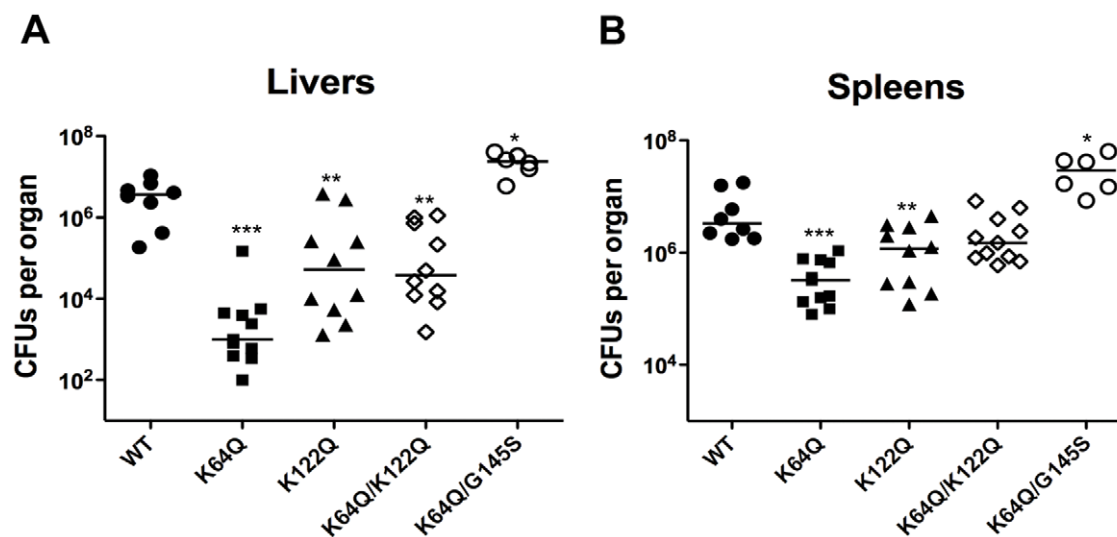 A
Livers
CFUs per organ
10⁸
10⁶
10⁴
10²
***
**
**
*
WT
K64Q
K122Q
K64Q/K122Q
K64Q/G145S
B
Spleens
CFUs per organ
10⁸
10⁶
10⁴
***
**
*
WT
K64Q
K122Q
K64Q/K122Q
K64Q/G145S